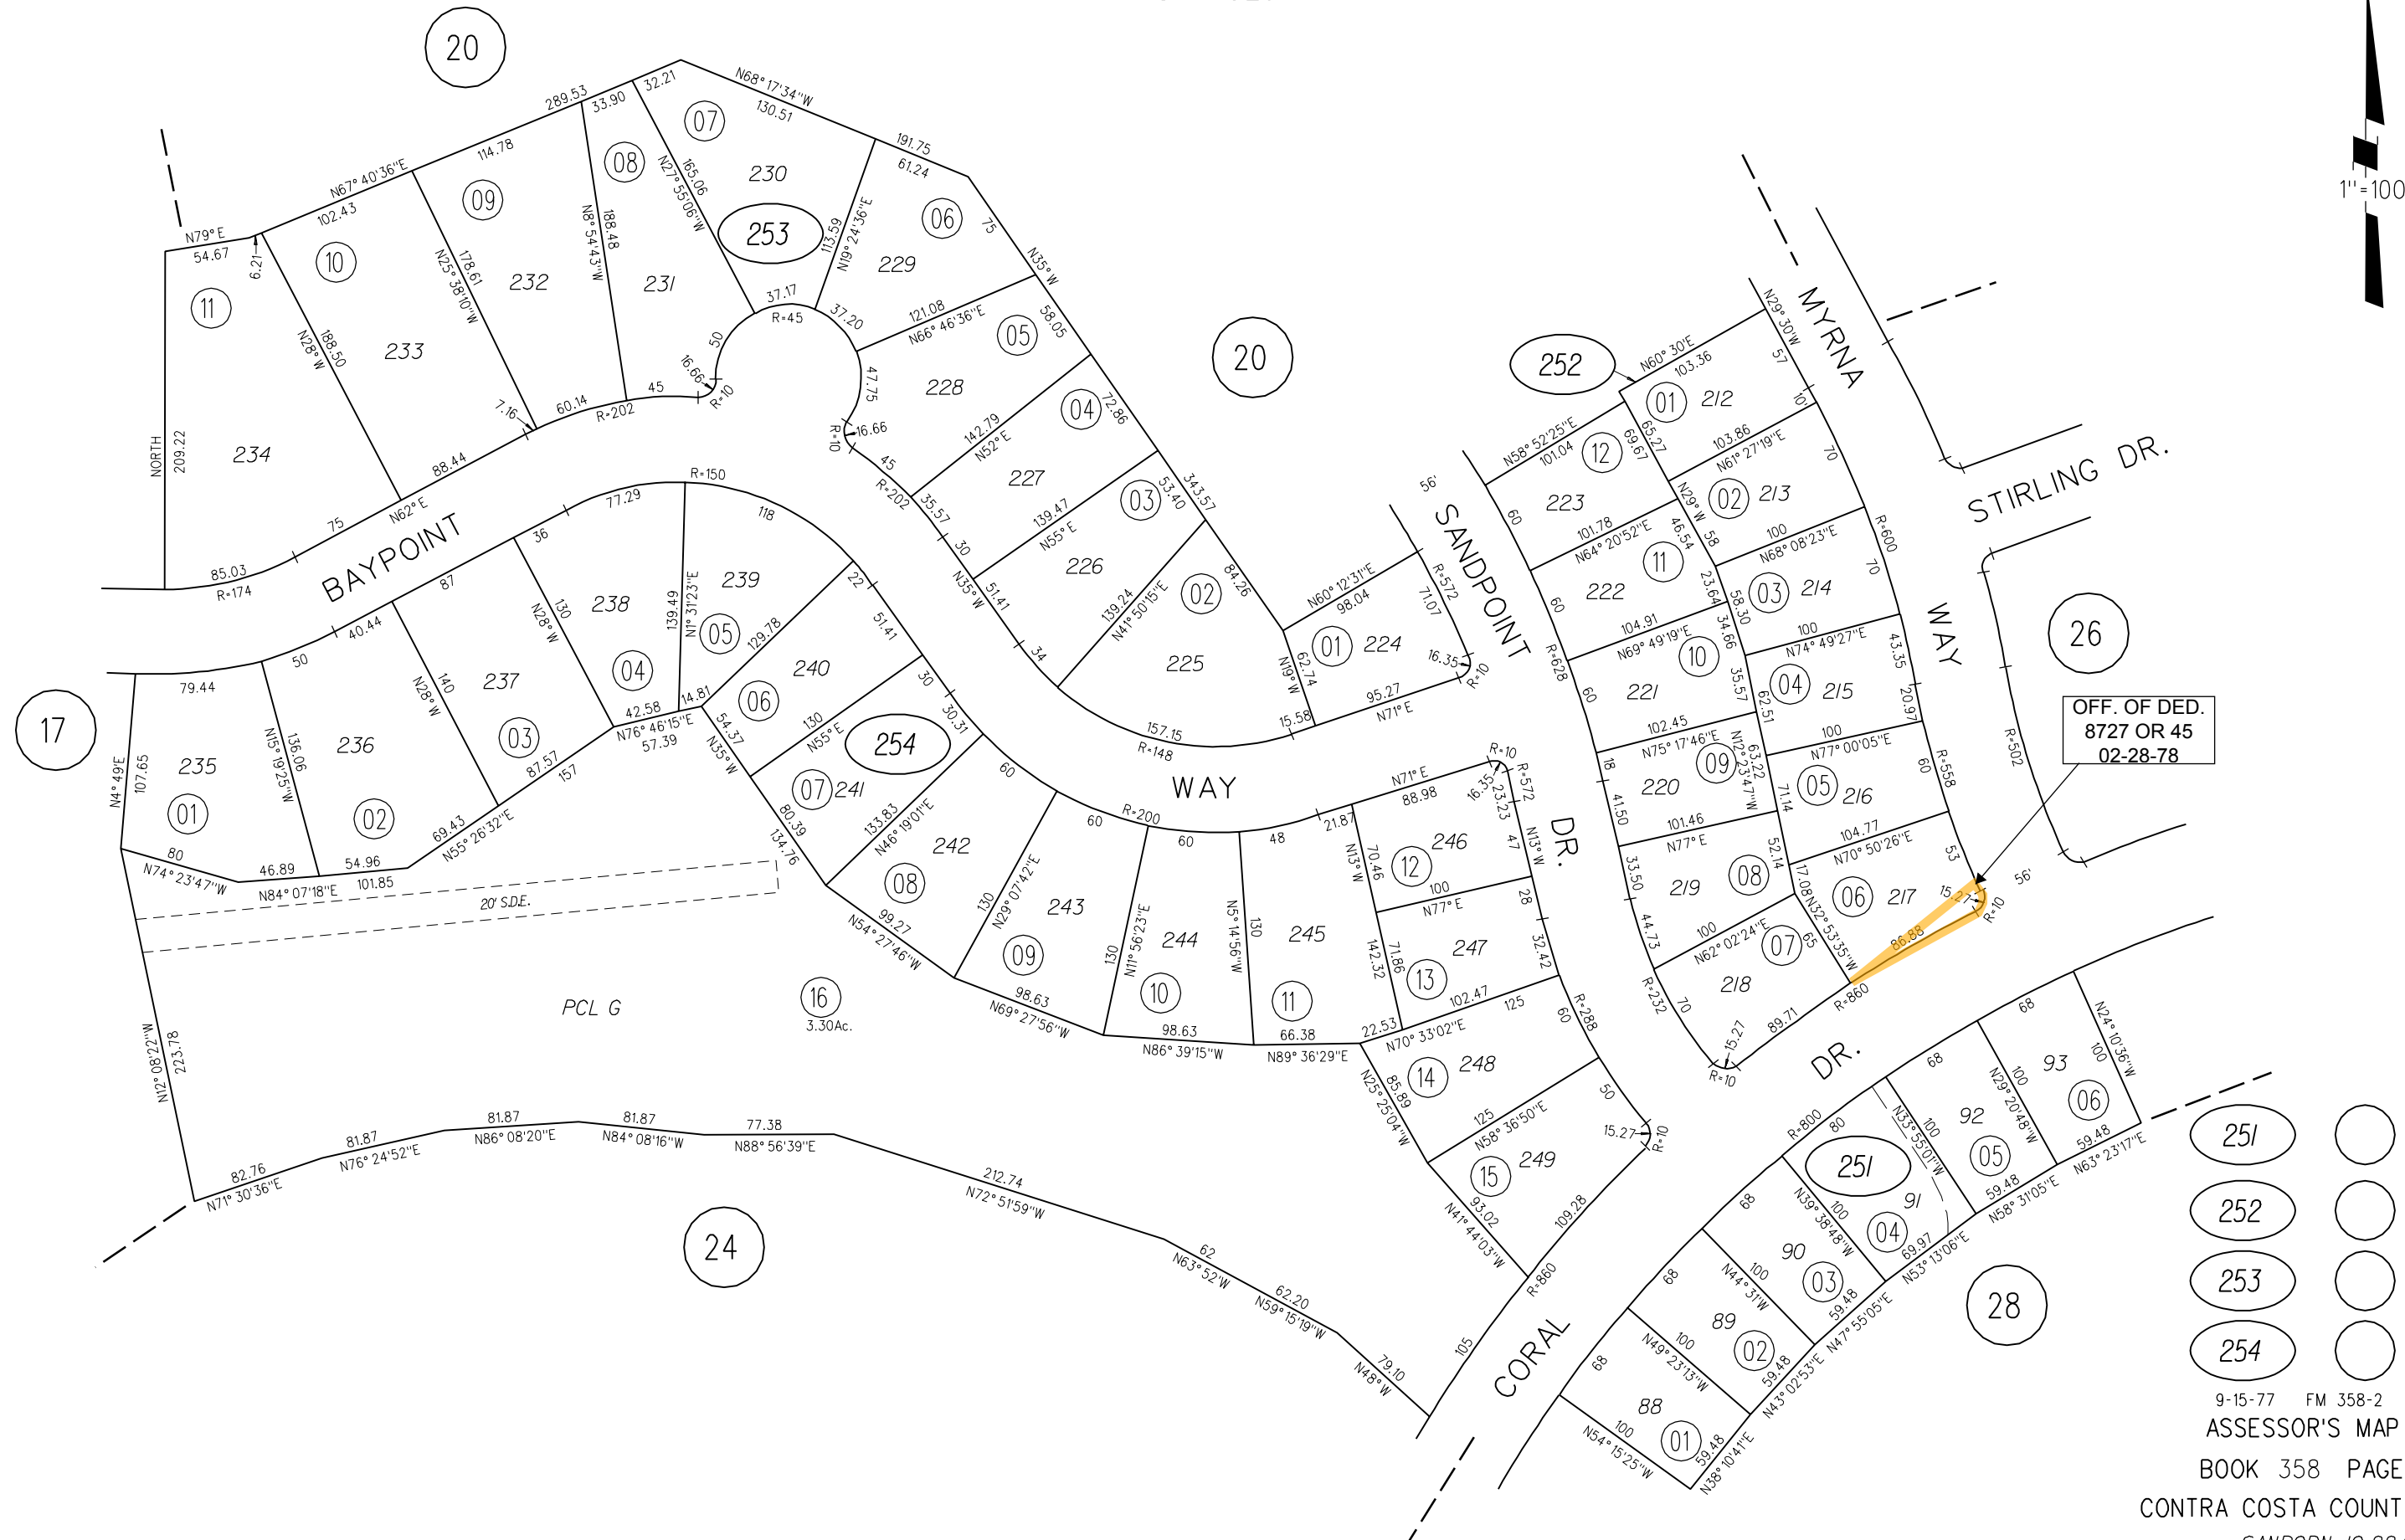 20
1"=100
N68°17'34"W
130.51
32.21
33.90
289.53
114.78
N67°40'36"E
102.43
N79°E
54.67
6.21
191.75
61.24
07
230
08
09
10
11
06
229
253
165.06
N27°55'06"W
188.48
N8°54'43"W
178.61
N25°38'10"W
188.50
N28°W
113.59
N19°24'36"E
232
231
233
234
NORTH
209.22
37.17
R=45
37.20
50
16.66
R=10
45
R=202
60.14
7.16
88.44
N62°E
75
85.03
R=174
47.75
16.66
R=10
45
R=202
35.57
30
N35°W
51.41
34
75
N35°W
58.05
72.86
343.57
53.40
84.26
121.08
N66°46'36"E
05
228
142.79
N52°E
04
227
139.47
N55°E
03
226
139.24
N41°50'15"E
02
225
20
N60°12'31"E
98.04
01
224
62.74
N19°W
16.35
R=10
95.27
N71°E
15.58
157.15
R=148
R=572
71.07
56'
SANDPOINT
DR.
BAYPOINT
WAY
R=150
77.29
118
36
87
40.44
50
79.44
17
N4°49'E
107.65
235
01
N15°19'25"W
136.06
236
02
N28°W
140
237
03
N28°W
130
238
04
139.49
N1°31'23"E
239
05
129.78
22
51.41
240
06
14.81
42.58
N76°46'15"E
57.39
87.57
157
69.43
N55°26'32"E
54.96
101.85
46.89
N84°07'18"E
80
N74°23'47"W
20' S.D.E.
54.37
N35°W
130
N55°E
30
30.31
254
07
241
80.39
134.76
133.83
N46°19'01"E
60
242
08
99.27
N54°27'46"W
130
N29°07'42"E
60
R=200
243
09
98.63
N69°27'56"W
130
N11°56'23"E
60
244
10
98.63
N86°39'15"W
130
N5°14'56"W
48
245
11
66.38
N89°36'29"E
21.87
N71°E
88.98
R=10
16.35
R=572
23.23
70.46
N13°W
246
12
47
N13°W
100
N77°E
28
247
13
71.86
142.32
32.42
102.47
125
22.53
N70°33'02"E
R=288
60
248
14
85.89
N25°25'04"W
125
N58°36'50"E
50
15.27
R=10
249
15
93.02
N41°44'03"W
109.28
R=860
105
PCL G
16
3.30Ac.
N12°08'22"W
223.78
82.76
N71°30'36"E
81.87
N76°24'52"E
81.87
N86°08'20"E
81.87
N84°08'16"W
77.38
N88°56'39"E
212.74
N72°51'59"W
62
N63°52'W
62.20
N59°15'19"W
79.10
N48°W
24
252
N60°30'E
103.36
N29°30'W
57
10'
MYRNA
WAY
STIRLING DR.
01
212
N58°52'25"E
101.04
12
223
65.27
69.67
103.86
N61°27'19"E
70
02
213
N29°W
58
46.54
101.78
N64°20'52"E
60
11
222
100
N68°08'23"E
R=600
70
23.64
58.30
03
214
104.91
N69°49'19"E
60
R=628
34.66
10
221
35.57
100
N74°49'27"E
43.35
04
215
20.97
62.51
102.45
N75°17'46"E
60
100
N77°00'05"E
09
220
N12°23'47"W
63.22
71.14
18
41.50
05
216
R=558
60
R=502
26
101.46
N77°E
33.50
52.14
08
219
104.77
N70°50'26"E
53
17.08
06
217
15.27
R=10
56'
86.88
44.73
100
N62°02'24"E
N32°53'35"W
65
07
218
R=232
70
15.27
R=10
89.71
R=860
OFF. OF DED.
8727 OR 45
02-28-78
CORAL
DR.
R=800
80
68
68
68
68
68
N24°10'36"W
100
93
06
59.48
N63°23'17"E
N29°20'48"W
100
92
05
59.48
N58°31'05"E
N33°55'01"W
100
251
91
04
69.97
N53°13'06"E
N39°38'48"W
100
90
03
59.48
N47°55'05"E
N44°31'W
100
89
02
59.48
N43°02'53"E
N49°23'13"W
100
88
01
59.48
N38°10'41"E
N54°15'25"W
100
28
251
252
253
254
9-15-77 FM 358-2
ASSESSOR'S MAP
BOOK 358 PAGE
CONTRA COSTA COUNT